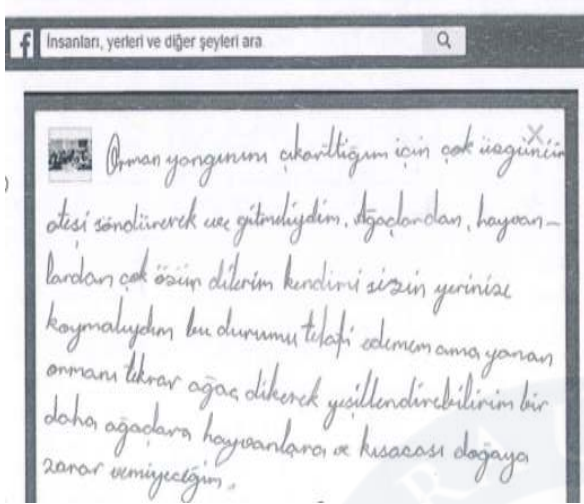 f İnsanları, yerleri ve diğer şeyleri ara
Orman yangınını çıkarttığım için çok üzgünüm
ateşi söndürerek eve gitmeliydim. Ağaçlardan, hayvan-
lardan çok özür dilerim kendimi sizin yerinize
koymalıydım bu durumu telafi edemem ama yanan
ormanı tekrar ağaç dikerek yeşillendirebilirim bir
daha ağaçlara hayvanlara ve kısacası doğaya
zarar vermiyeceğim.